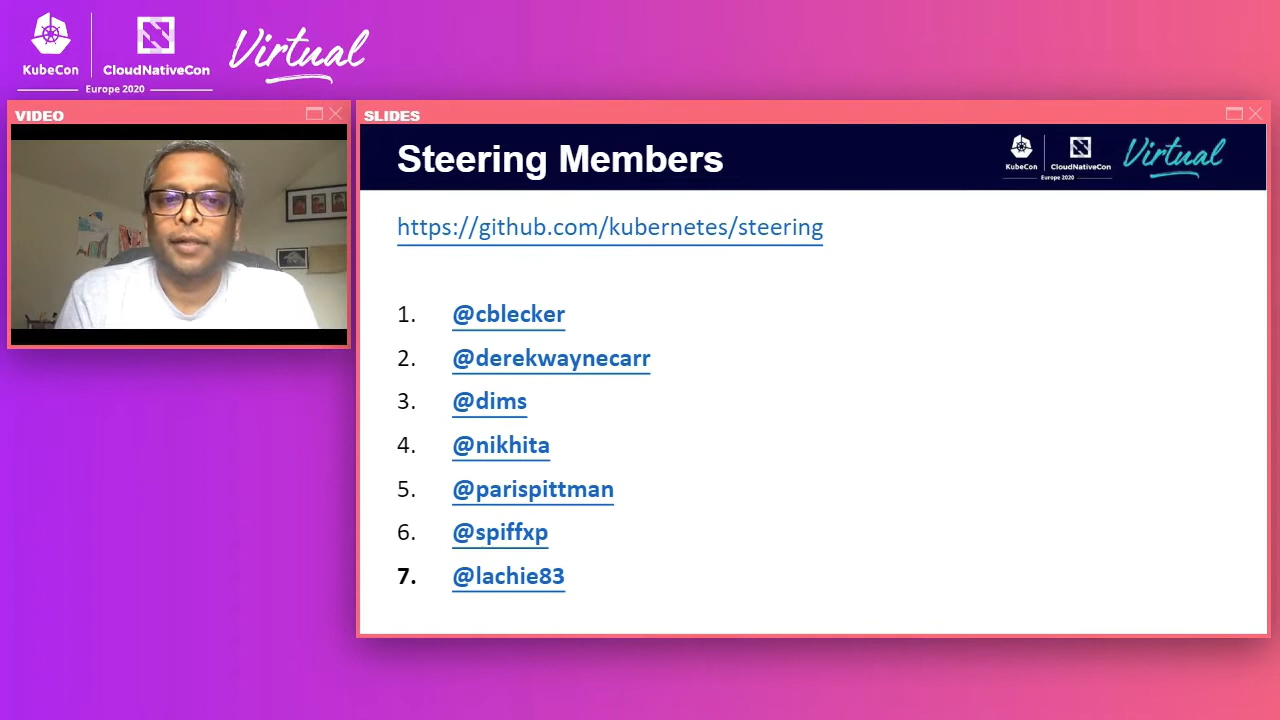 KubeCon
CloudNativeCon
Europe 2020
Virtual
VIDEO
SLIDES
Steering Members
KubeCon
CloudNativeCon
Europe 2020
Virtual
https://github.com/kubernetes/steering
1. @cblecker
2. @derekwaynecarr
3. @dims
4. @nikhita
5. @parispittman
6. @spiffxp
7. @lachie83